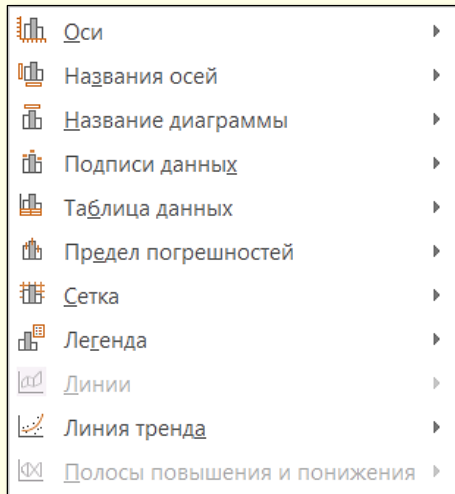 Оси
Названия осей
Название диаграммы
Подписи данных
Таблица данных
Предел погрешностей
Сетка
Легенда
Линии
Линия тренда
Полосы повышения и понижения